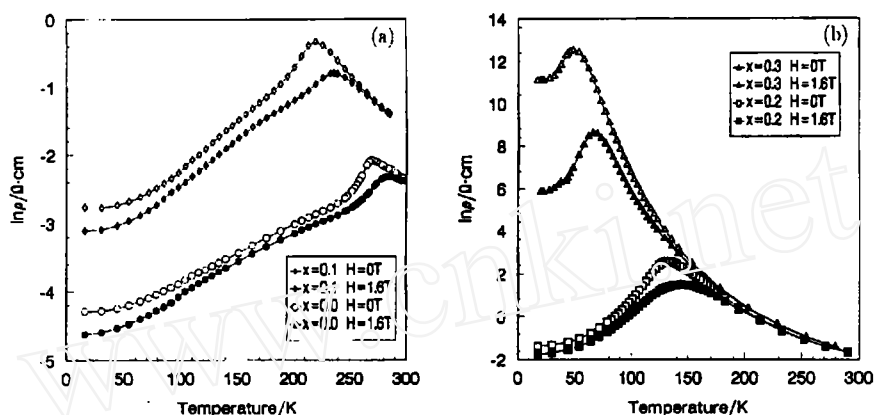 (a)
0
-1
-2
-3
-4
-5
lnρ/Ω·cm
x=0.1 H=0T
x=0.1 H=1.6T
x=0.0 H=0T
x=0.0 H=1.6T
0 50 100 150 200 250 300
Temperature/K
(b)
14
12
10
8
6
4
2
0
-2
lnρ/Ω·cm
x=0.3 H=0T
x=0.3 H=1.6T
x=0.2 H=0T
x=0.2 H=1.6T
0 50 100 150 200 250 300
Temperature/K
www.cnki.net